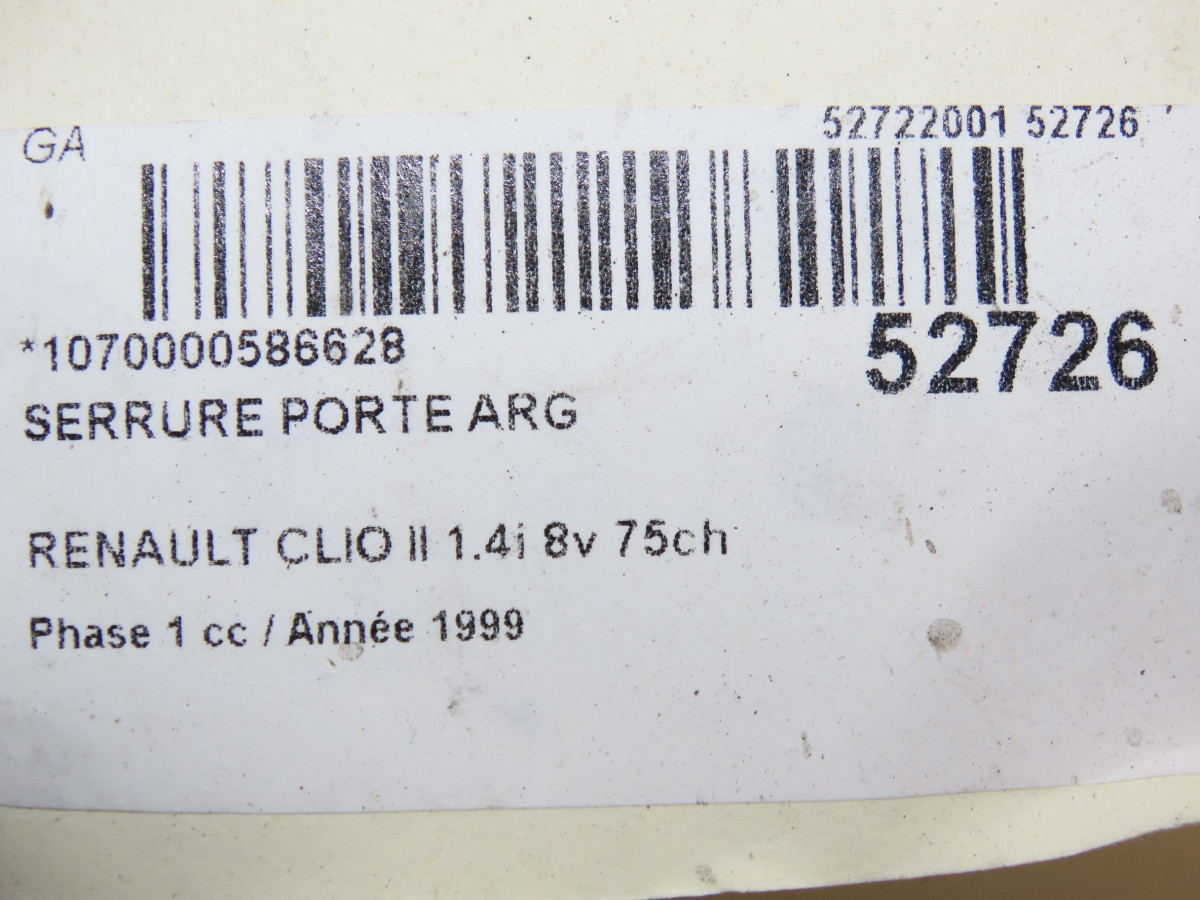 GA
52722001 52726
*1070000586628
52726
SERRURE PORTE ARG
RENAULT CLIO II 1.4i 8v 75ch
Phase 1 cc / Année 1999